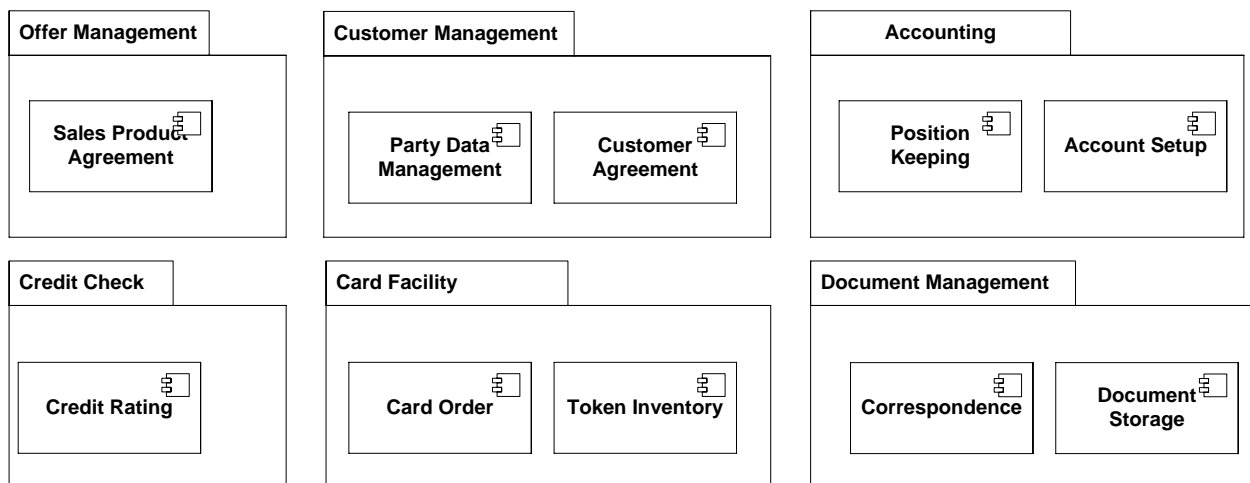 Offer Management
Customer Management
Accounting
Sales Product
Agreement
Party Data
Management
Customer
Agreement
Position
Keeping
Account Setup
Credit Check
Card Facility
Document Management
Credit Rating
Card Order
Token Inventory
Correspondence
Document
Storage